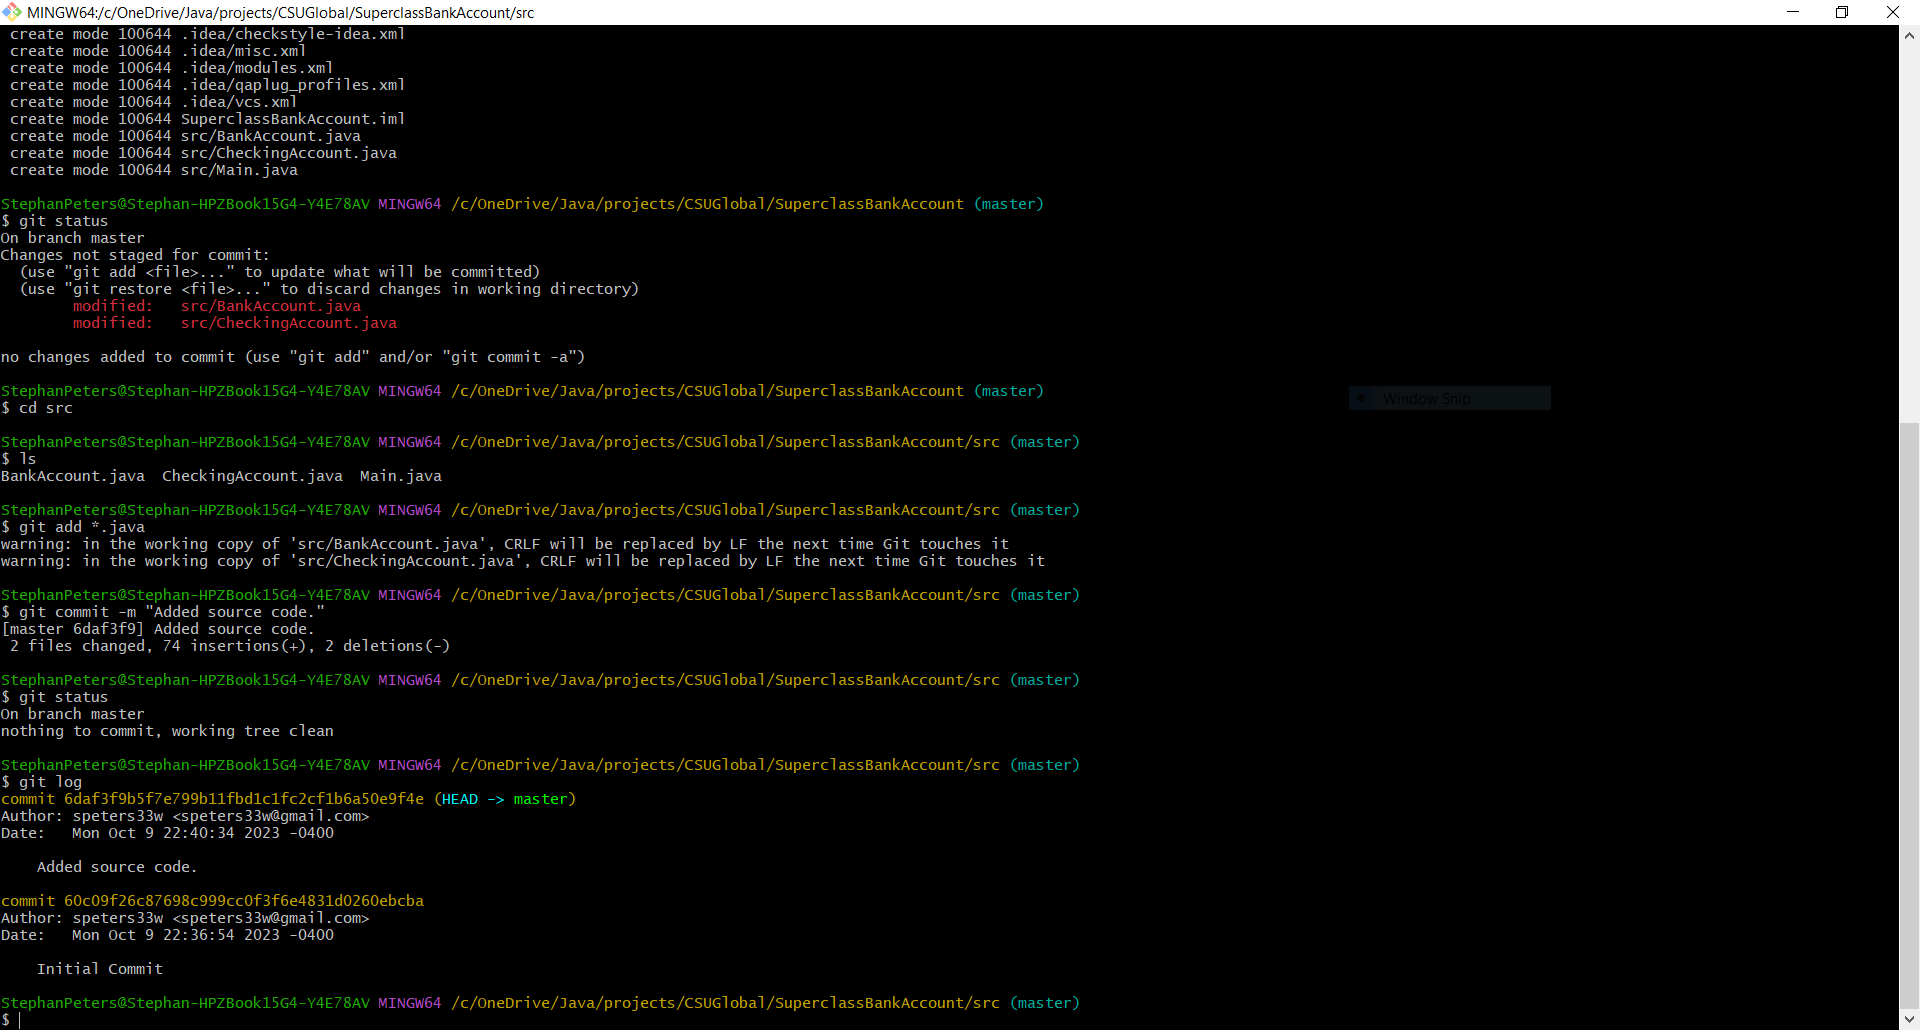 MINGW64:/c/OneDrive/Java/projects/CSUGlobal/SuperclassBankAccount/src
 create mode 100644 .idea/checkstyle-idea.xml
 create mode 100644 .idea/misc.xml
 create mode 100644 .idea/modules.xml
 create mode 100644 .idea/qaplug_profiles.xml
 create mode 100644 .idea/vcs.xml
 create mode 100644 SuperclassBankAccount.iml
 create mode 100644 src/BankAccount.java
 create mode 100644 src/CheckingAccount.java
 create mode 100644 src/Main.java
StephanPeters@Stephan-HPZBook15G4-Y4E78AV MINGW64 /c/OneDrive/Java/projects/CSUGlobal/SuperclassBankAccount (master)
$ git status
On branch master
Changes not staged for commit:
  (use "git add <file>..." to update what will be committed)
  (use "git restore <file>..." to discard changes in working directory)
        modified:   src/BankAccount.java
        modified:   src/CheckingAccount.java
no changes added to commit (use "git add" and/or "git commit -a")
StephanPeters@Stephan-HPZBook15G4-Y4E78AV MINGW64 /c/OneDrive/Java/projects/CSUGlobal/SuperclassBankAccount (master)
Window Snip
$ cd src
StephanPeters@Stephan-HPZBook15G4-Y4E78AV MINGW64 /c/OneDrive/Java/projects/CSUGlobal/SuperclassBankAccount/src (master)
$ ls
BankAccount.java  CheckingAccount.java  Main.java
StephanPeters@Stephan-HPZBook15G4-Y4E78AV MINGW64 /c/OneDrive/Java/projects/CSUGlobal/SuperclassBankAccount/src (master)
$ git add *.java
warning: in the working copy of 'src/BankAccount.java', CRLF will be replaced by LF the next time Git touches it
warning: in the working copy of 'src/CheckingAccount.java', CRLF will be replaced by LF the next time Git touches it
StephanPeters@Stephan-HPZBook15G4-Y4E78AV MINGW64 /c/OneDrive/Java/projects/CSUGlobal/SuperclassBankAccount/src (master)
$ git commit -m "Added source code."
[master 6daf3f9] Added source code.
 2 files changed, 74 insertions(+), 2 deletions(-)
StephanPeters@Stephan-HPZBook15G4-Y4E78AV MINGW64 /c/OneDrive/Java/projects/CSUGlobal/SuperclassBankAccount/src (master)
$ git status
On branch master
nothing to commit, working tree clean
StephanPeters@Stephan-HPZBook15G4-Y4E78AV MINGW64 /c/OneDrive/Java/projects/CSUGlobal/SuperclassBankAccount/src (master)
$ git log
commit 6daf3f9b5f7e799b11fbd1c1fc2cf1b6a50e9f4e (HEAD -> master)
Author: speters33w <speters33w@gmail.com>
Date:   Mon Oct 9 22:40:34 2023 -0400
    Added source code.
commit 60c09f26c87698c999cc0f3f6e4831d0260ebcba
Author: speters33w <speters33w@gmail.com>
Date:   Mon Oct 9 22:36:54 2023 -0400
    Initial Commit
StephanPeters@Stephan-HPZBook15G4-Y4E78AV MINGW64 /c/OneDrive/Java/projects/CSUGlobal/SuperclassBankAccount/src (master)
$